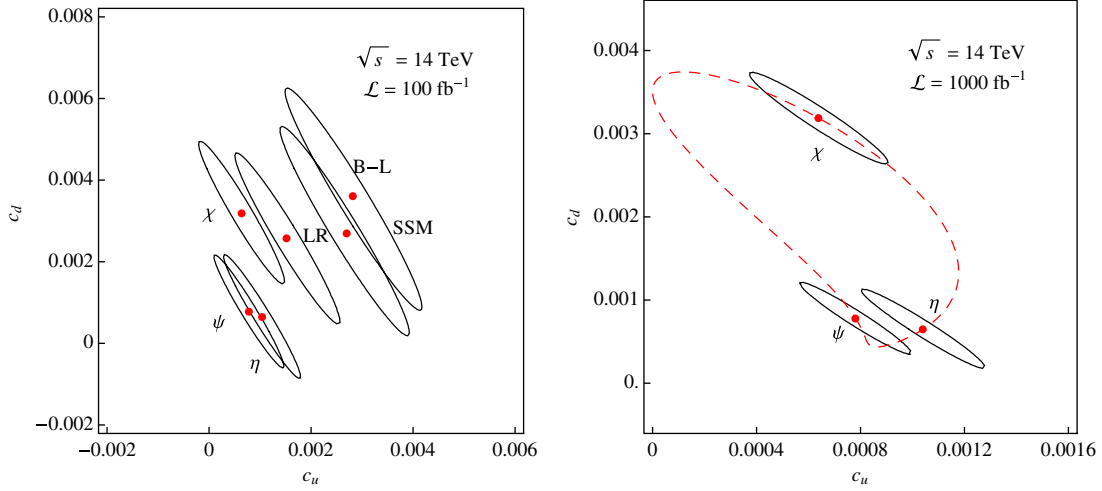 0.008
0.006
0.004
0.002
0
−0.002
c_d
−0.002
0
0.002
0.004
0.006
c_u
√s = 14 TeV
ℒ = 100 fb⁻¹
B−L
χ
LR
SSM
ψ
η
0.004
0.003
0.002
0.001
0.
c_d
0
0.0004
0.0008
0.0012
0.0016
c_u
√s = 14 TeV
ℒ = 1000 fb⁻¹
χ
η
ψ